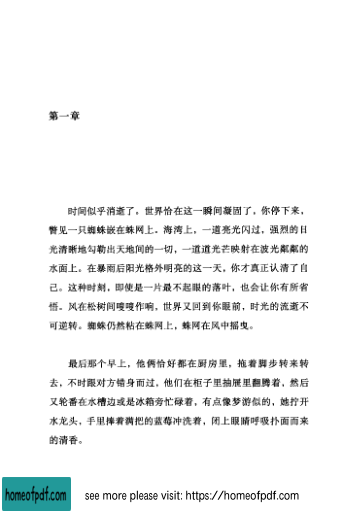 第一章
时间似乎消逝了，世界恰在这一瞬间凝固了，你停下来，
瞥见一只蜘蛛嵌在蛛网上。海湾上，一道亮光闪过，强烈的日
光清晰地勾勒出天地间的一切，一道道光芒映射在波光粼粼的
水面上。在暴雨后阳光格外明亮的这一天，你才真正认清了自
己。这种时刻，即使是一片最不起眼的落叶，也会让你有所省
悟。风在松树间嗖嗖作响，世界又回到你眼前，时光的流逝不
可逆转。蜘蛛仍然粘在蛛网上，蛛网在风中摇曳。
最后那个早上，他俩恰好都在厨房里，拖着脚步转来转
去，不时跟对方错身而过，他们在柜子里抽屉里翻腾着，然后
又轮番在水槽边或是冰箱旁忙碌着，有点像梦游似的，她拧开
水龙头，手里捧着满把的蓝莓冲洗着，闭上眼睛呼吸扑面而来
的清香。
homeofpdf.com
see more please visit: https://homeofpdf.com